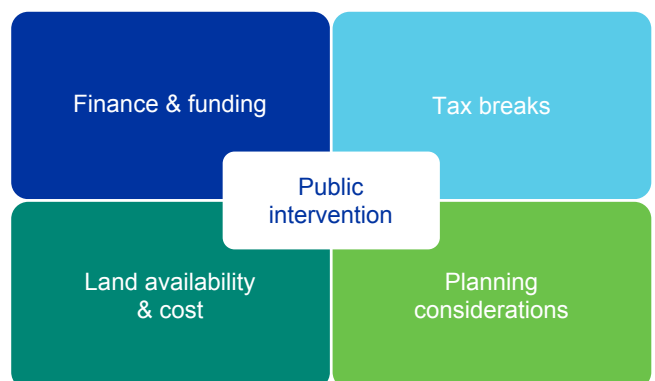 Finance & funding
Tax breaks
Public
intervention
Land availability
& cost
Planning
considerations